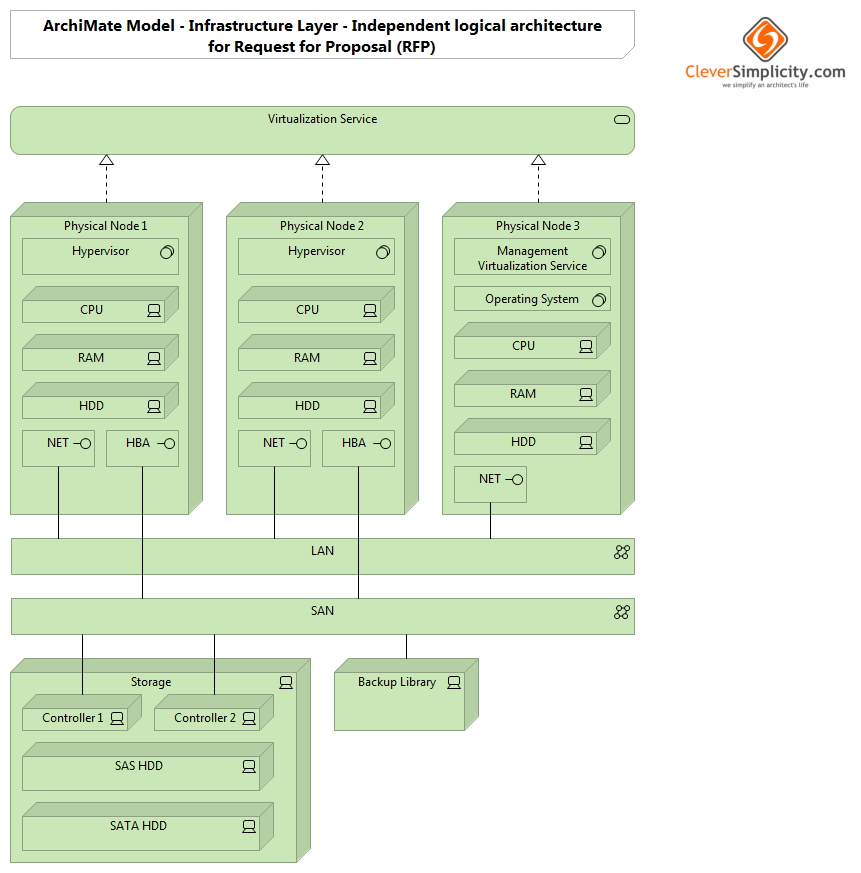 ArchiMate Model - Infrastructure Layer - Independent logical architecture
for Request for Proposal (RFP)
CleverSimplicity.com
we simplify an architect's life
Virtualization Service
Physical Node 1
Hypervisor
CPU
RAM
HDD
NET
HBA
Physical Node 2
Hypervisor
CPU
RAM
HDD
NET
HBA
Physical Node 3
Management
Virtualization Service
Operating System
CPU
RAM
HDD
NET
LAN
SAN
Storage
Controller 1
Controller 2
SAS HDD
SATA HDD
Backup Library